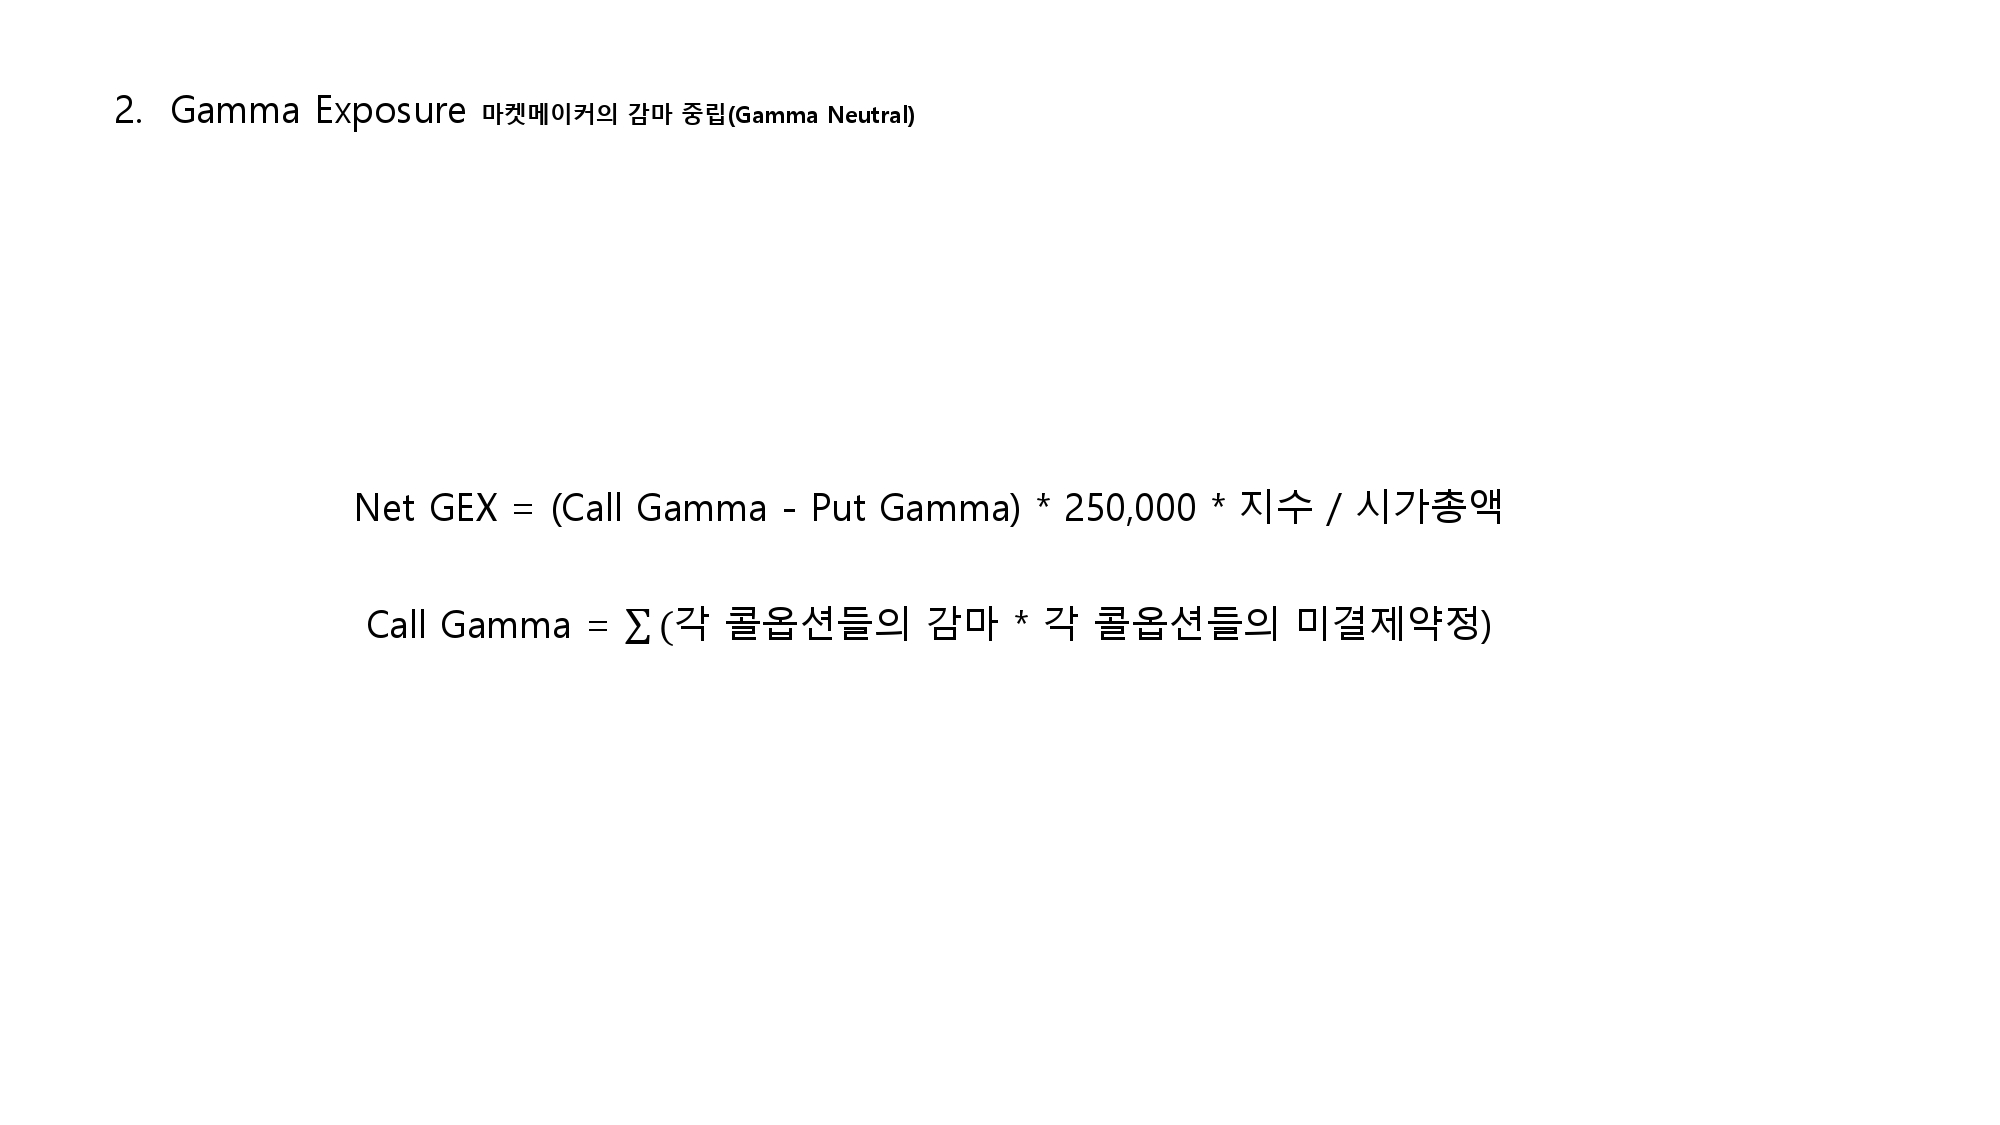 2. Gamma Exposure 마켓메이커의 감마 중립(Gamma Neutral)
Net GEX = (Call Gamma - Put Gamma) * 250,000 * 지수 / 시가총액
Call Gamma = ∑(각 콜옵션들의 감마 * 각 콜옵션들의 미결제약정)